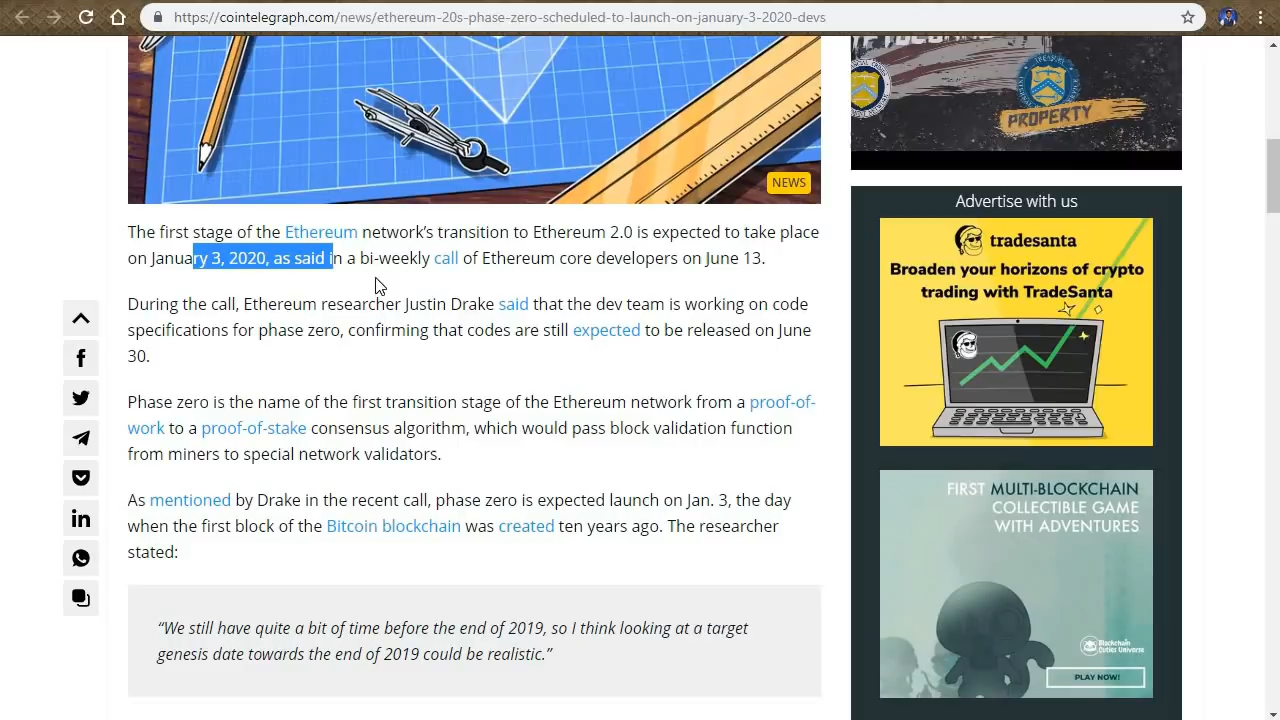 https://cointelegraph.com/news/ethereum-20s-phase-zero-scheduled-to-launch-on-january-3-2020-devs
PROPERTY
NEWS
The first stage of the Ethereum network's transition to Ethereum 2.0 is expected to take place
on January 3, 2020, as said in a bi-weekly call of Ethereum core developers on June 13.
During the call, Ethereum researcher Justin Drake said that the dev team is working on code
specifications for phase zero, confirming that codes are still expected to be released on June
30.
Phase zero is the name of the first transition stage of the Ethereum network from a proof-of-
work to a proof-of-stake consensus algorithm, which would pass block validation function
from miners to special network validators.
As mentioned by Drake in the recent call, phase zero is expected launch on Jan. 3, the day
when the first block of the Bitcoin blockchain was created ten years ago. The researcher
stated:
“We still have quite a bit of time before the end of 2019, so I think looking at a target
genesis date towards the end of 2019 could be realistic.”
Advertise with us
tradesanta
Broaden your horizons of crypto
trading with TradeSanta
FIRST MULTI-BLOCKCHAIN
COLLECTIBLE GAME
WITH ADVENTURES
Blockchain
Cuties Universe
PLAY NOW!